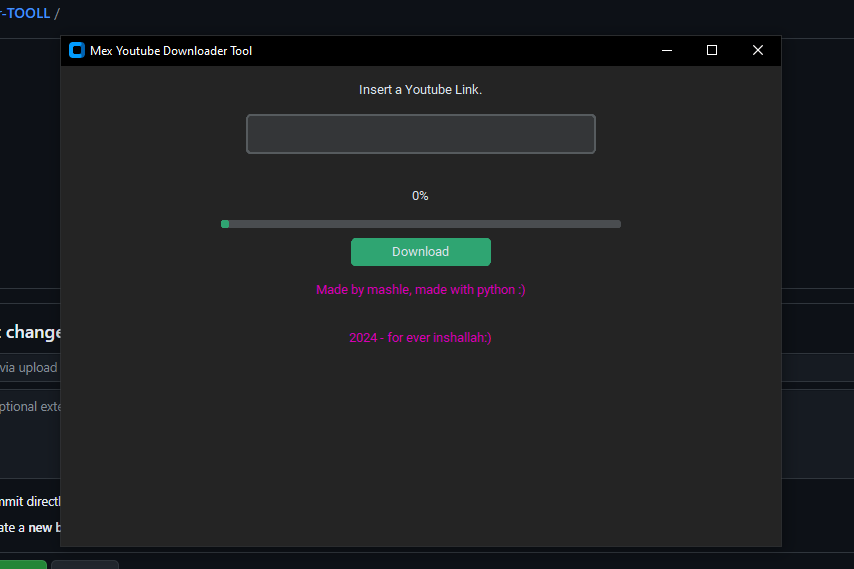 r-TOOLL /
Mex Youtube Downloader Tool
Insert a Youtube Link.
0%
Download
Made by mashle, made with python :)
2024 - for ever inshallah:)
t change
via upload
ptional exte
mmit directl
ate a new b